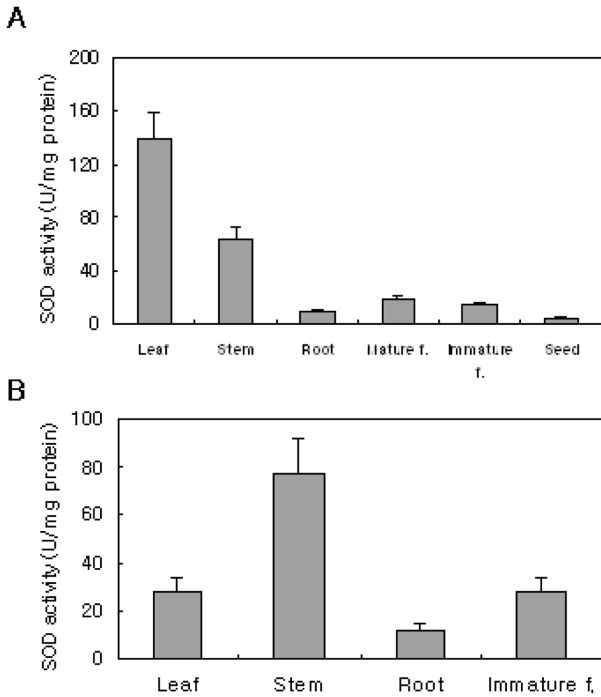 A
SOD activity (U/mg protein)
200
160
120
80
40
0
Leaf Stem Root Mature f. Immature f. Seed
B
SOD activity (U/mg protein)
100
80
60
40
20
0
Leaf Stem Root Immature f.